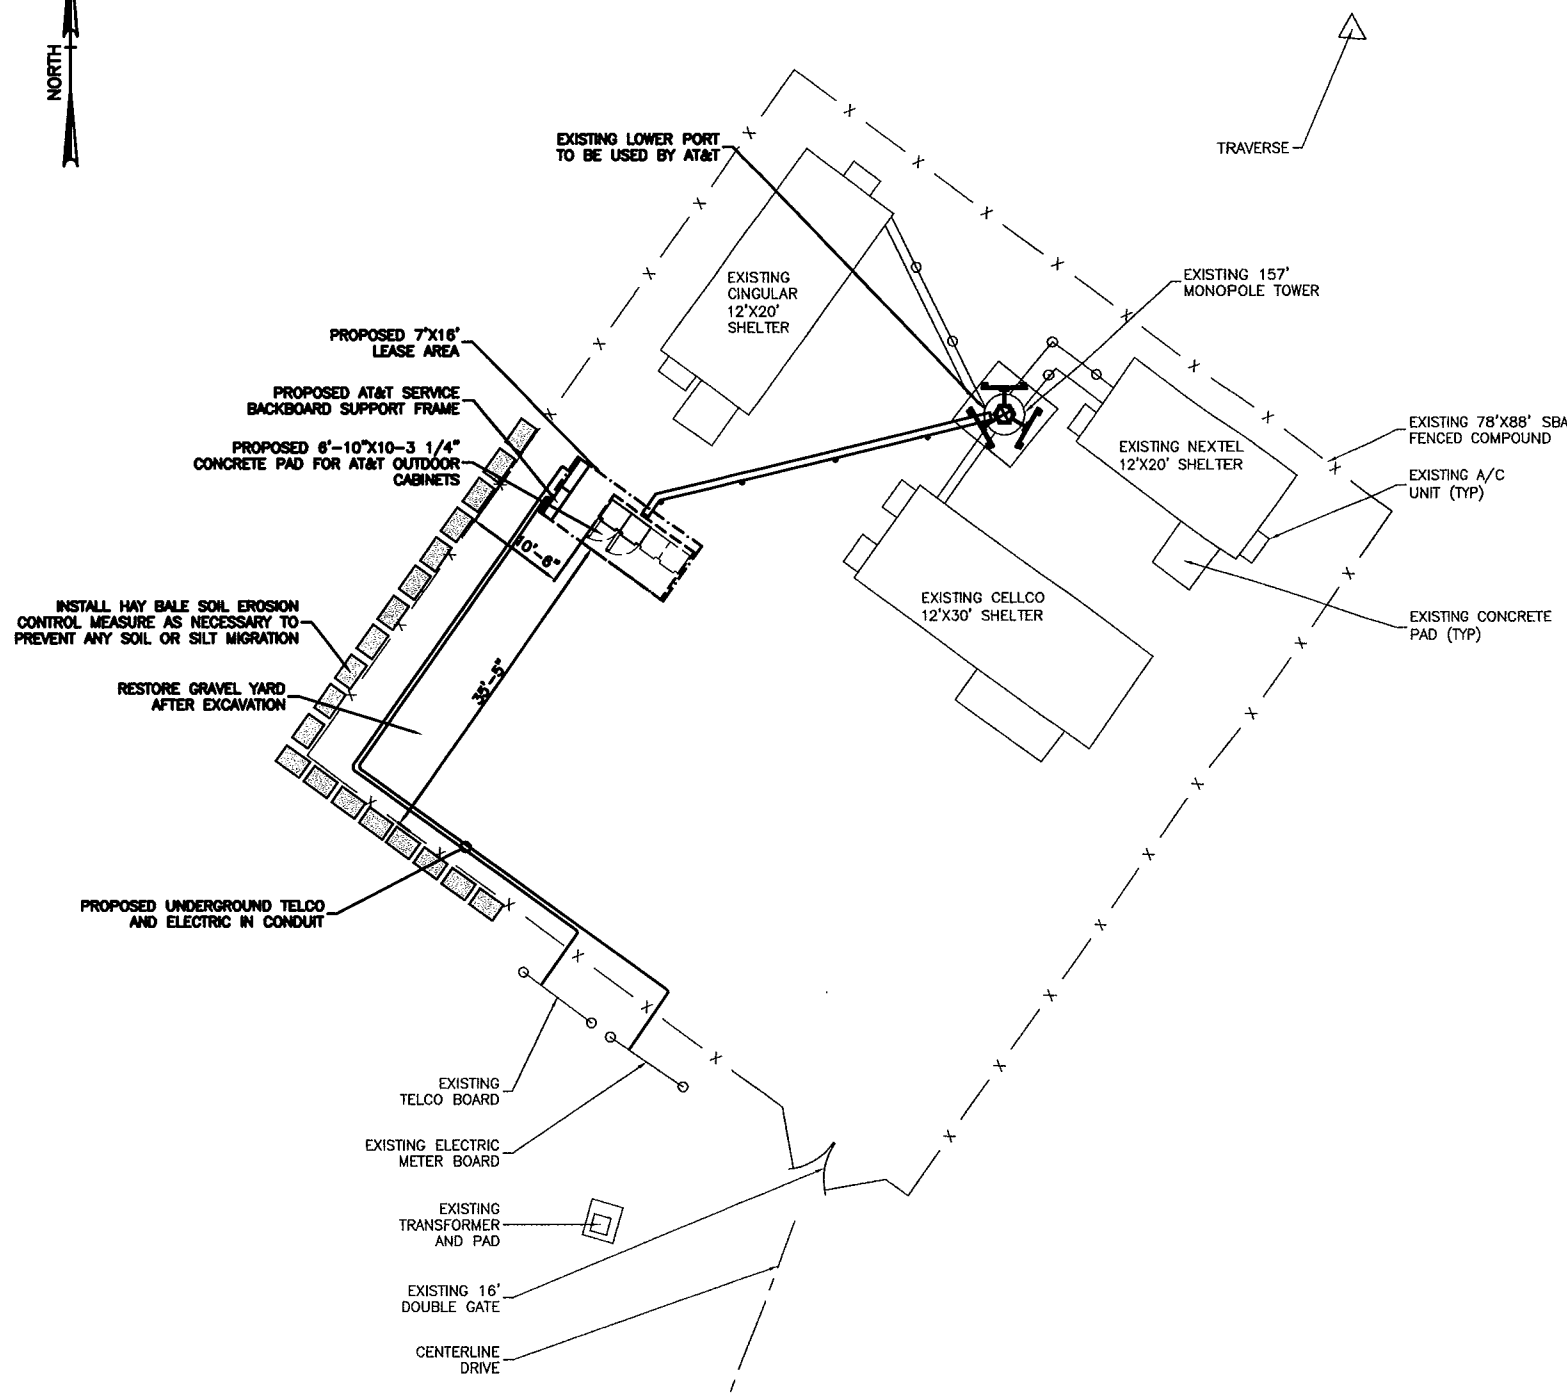 NORTH
TRAVERSE
EXISTING LOWER PORT
TO BE USED BY AT&T
EXISTING
CINGULAR
12'X20'
SHELTER
EXISTING 157'
MONOPOLE TOWER
PROPOSED 7'X16'
LEASE AREA
PROPOSED AT&T SERVICE
BACKBOARD SUPPORT FRAME
PROPOSED 6'-10"X10-3 1/4"
CONCRETE PAD FOR AT&T OUTDOOR
CABINETS
EXISTING NEXTEL
12'X20' SHELTER
EXISTING 78'X88' SBA
FENCED COMPOUND
EXISTING A/C
UNIT (TYP)
10'-6"
EXISTING CELLCO
12'X30' SHELTER
EXISTING CONCRETE
PAD (TYP)
INSTALL HAY BALE SOIL EROSION
CONTROL MEASURE AS NECESSARY TO
PREVENT ANY SOIL OR SILT MIGRATION
35'-5"
RESTORE GRAVEL YARD
AFTER EXCAVATION
PROPOSED UNDERGROUND TELCO
AND ELECTRIC IN CONDUIT
EXISTING
TELCO BOARD
EXISTING ELECTRIC
METER BOARD
EXISTING
TRANSFORMER
AND PAD
EXISTING 16'
DOUBLE GATE
CENTERLINE
DRIVE